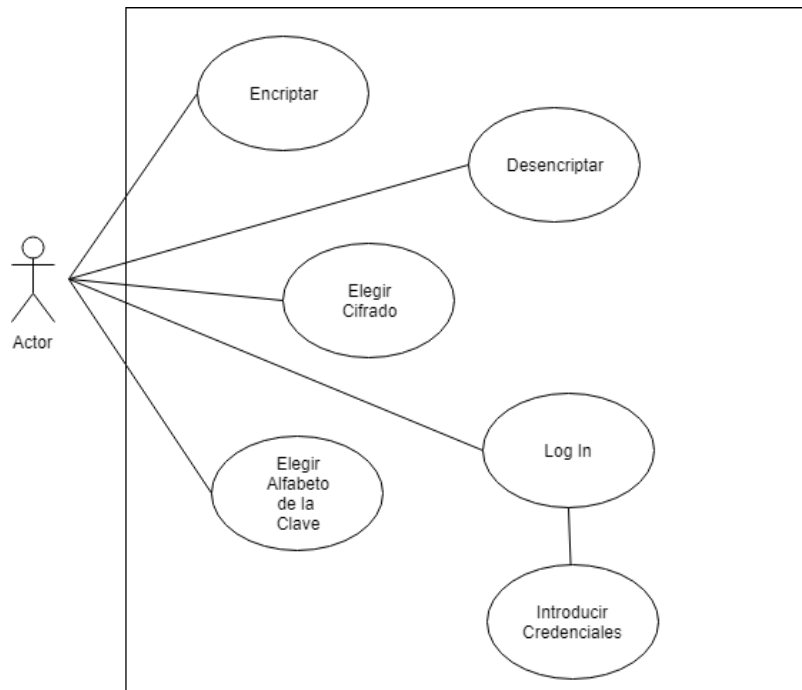 Encriptar
Desencriptar
Elegir
Cifrado
Actor
Log In
Elegir
Alfabeto
de la
Clave
Introducir
Credenciales